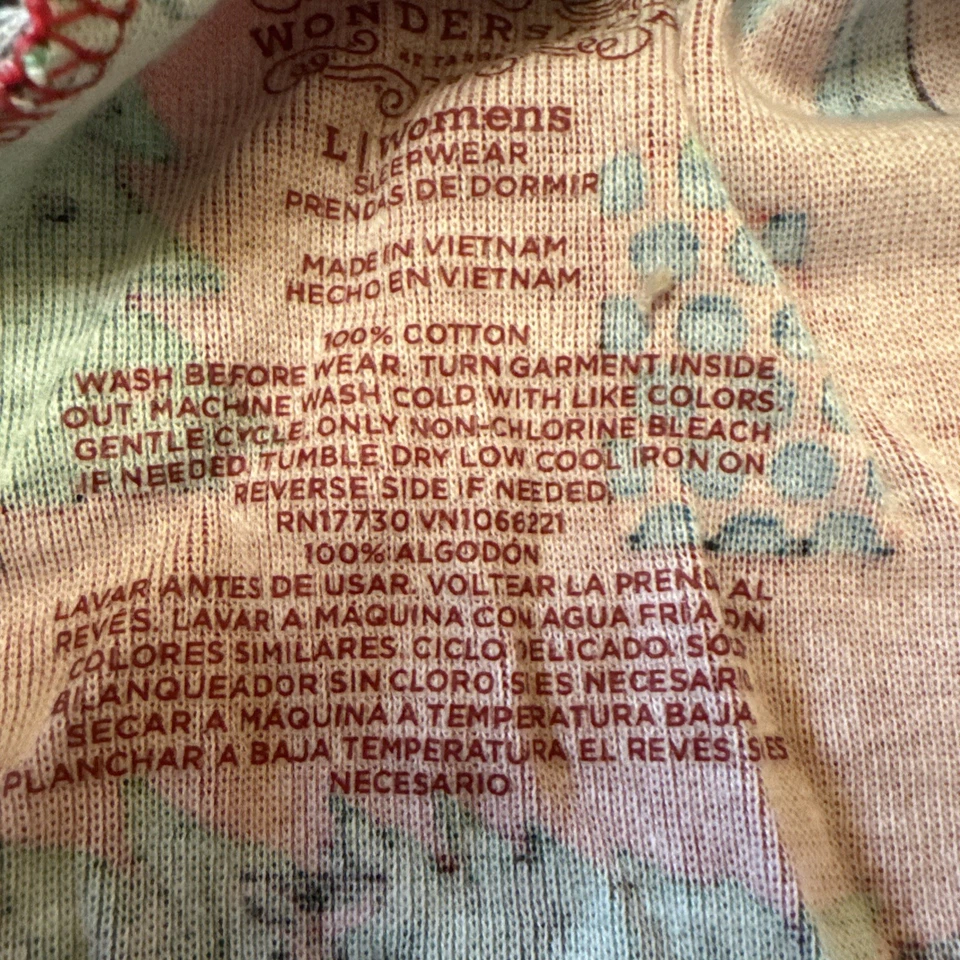 WONDERS
L | womens
SLEEPWEAR
PRENDAS DE DORMIR
MADE IN VIETNAM
HECHO EN VIETNAM
100% COTTON
WASH BEFORE WEAR. TURN GARMENT INSIDE
OUT. MACHINE WASH COLD WITH LIKE COLORS.
GENTLE CYCLE. ONLY NON-CHLORINE BLEACH
IF NEEDED. TUMBLE DRY LOW COOL IRON ON
REVERSE SIDE IF NEEDED.
RN17730 VN1066221
100% ALGODÓN
LAVAR ANTES DE USAR. VOLTEAR LA PRENDA AL
REVÉS. LAVAR A MÁQUINA CON AGUA FRÍA CON
COLORES SIMILARES CICLO DELICADO. SOLO
BLANQUEADOR SIN CLORO SI ES NECESARIO
SECAR A MÁQUINA A TEMPERATURA BAJA
PLANCHAR A BAJA TEMPERATURA EL REVÉS SI ES
NECESARIO